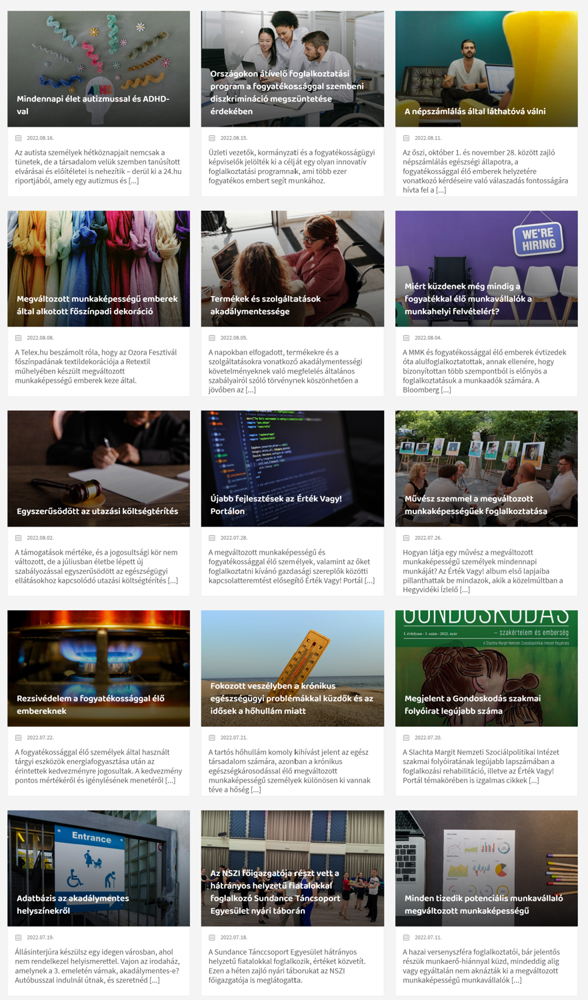 ADHD
Mindennapi élet autizmussal és ADHD-
val
2022.08.16.
Az autista személyek hétköznapjait nemcsak a
tünetek, de a társadalom velük szemben tanúsított
elvárásai és előítéletei is nehezítik – derül ki a 24.hu
riportjából, amely egy autizmus és [...]
Országokon átívelő foglalkoztatási
program a fogyatékossággal szembeni
diszkrimináció megszüntetése
érdekében
2022.08.15.
Üzleti vezetők, kormányzati és a fogyatékosságügyi
képviselők jelölték ki a célját egy olyan innovatív
foglalkoztatási programnak, ami több ezer
fogyatékos embert segít munkához.
A népszámlálás által láthatóvá válni
2022.08.11.
Az őszi, október 1. és november 28. között zajló
népszámlálás egészségi állapotra, a
fogyatékossággal élő emberek helyzetére
vonatkozó kérdéseire való válaszadás fontosságára
hívta fel a [...]
Megváltozott munkaképességű emberek
által alkotott főszínpadi dekoráció
2022.08.08.
A Telex.hu beszámolt róla, hogy az Ozora Fesztivál
főszínpadának textildekorációja a Retextil
műhelyében készült megváltozott
munkaképességű emberek keze által.
Termékek és szolgáltatások
akadálymentessége
2022.08.05.
A napokban elfogadott, termékekre és a
szolgáltatásokra vonatkozó akadálymentességi
követelményeknek való megfelelés általános
szabályairól szóló törvénynek köszönhetően a
jövőben az [...]
WE'RE
HIRING
Miért küzdenek még mindig a
fogyatékkal élő munkavállalók a
munkahelyi felvételért?
2022.08.04.
A MMK és fogyatékossággal élő emberek évtizedek
óta alulfoglalkoztatottak, annak ellenére, hogy
bizonyítottan több szempontból is előnyös a
foglalkoztatásuk a munkaadók számára. A
Bloomberg [...]
Egyszerűsödött az utazási költségtérítés
2022.08.02.
A támogatások mértéke, és a jogosultsági kör nem
változott, de a júliusban életbe lépett új
szabályozással egyszerűsödött az egészségügyi
ellátásokhoz kapcsolódó utazási költségtérítés [...]
Újabb fejlesztések az Érték Vagy!
Portálon
2022.07.28.
A megváltozott munkaképességű és
fogyatékossággal élő személyek, valamint az őket
foglalkoztatni kívánó gazdasági szereplők közötti
kapcsolatteremtést elősegítő Érték Vagy! Portál [...]
Művész szemmel a megváltozott
munkaképességűek foglalkoztatása
2022.07.26.
Hogyan látja egy művész a megváltozott
munkaképességű személyek mindennapi
munkáját? Az Érték Vagy! album első lapjaiba
pillanthattak be mindazok, akik a közelmúltban a
Hegyvidéki Ízlelő [...]
Rezsivédelem a fogyatékossággal élő
embereknek
2022.07.22.
A fogyatékossággal élő személyek által használt
tárgyi eszközök energiafogyasztása után az
érintettek kedvezményre jogosultak. A kedvezmény
pontos mértékéről és igénylésének menetéről [...]
C F
Fokozott veszélyben a krónikus
egészségügyi problémákkal küzdők és az
idősek a hőhullám miatt
2022.07.21.
A tartós hőhullám komoly kihívást jelent az egész
társadalom számára, azonban a krónikus
egészségkárosodással élő megváltozott
munkaképességű személyek különösen ki vannak
téve a hőség [...]
GONDOSKODÁS
I. évfolyam · 3. szám · 2022. nyár
– szakértelem és emberség
A Slachta Margit Nemzeti Szociálpolitikai Intézet folyóirata
Megjelent a Gondoskodás szakmai
folyóirat legújabb száma
2022.07.20.
A Slachta Margit Nemzeti Szociálpolitikai Intézet
szakmai folyóiratának legújabb lapszámában a
foglalkozási rehabilitáció, illetve az Érték Vagy!
Portál témakörében is izgalmas cikkek [...]
Entrance
Adatbázis az akadálymentes
helyszínekről
2022.07.19.
Állásinterjúra készülsz egy idegen városban, ahol
nem rendelkezel helyismerettel. Vajon az irodaház,
amelynek a 3. emeletén várnak, akadálymentes-e?
Autóbusszal indulnál útnak, és szeretnéd [...]
Az NSZI főigazgatója részt vett a
hátrányos helyzetű fiatalokkal
foglalkozó Sundance Táncsoport
Egyesület nyári táborán
2022.07.18.
A Sundance Tánccsoport Egyesület hátrányos
helyzetű fiatalokkal foglalkozik, értéket közvetít.
Ezen a héten zajló nyári táborukat az NSZI
főigazgatója is meglátogatta.
Minden tizedik potenciális munkavállaló
megváltozott munkaképességű
2022.07.11.
A hazai versenyszféra foglalkoztatói, bár jelentős
részük munkaerő-hiánnyal küzd, mindeddig alig
vagy egyáltalán nem aknázták ki a megváltozott
munkaképességű munkavállalók [...]